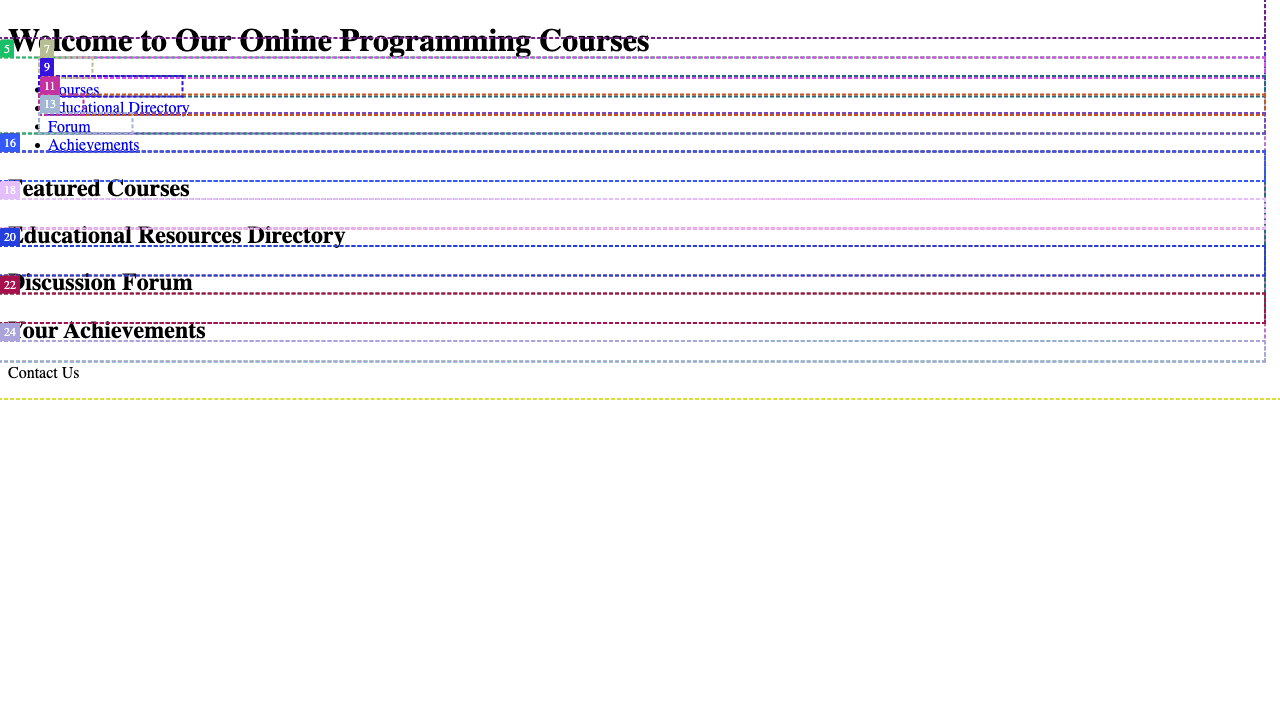 Welcome to Our Online Programming Courses
5
7
9
11 Courses
13 Educational Directory
Forum
16
Achievements
18 Featured Courses
20 Educational Resources Directory
22 Discussion Forum
24 Your Achievements
Contact Us